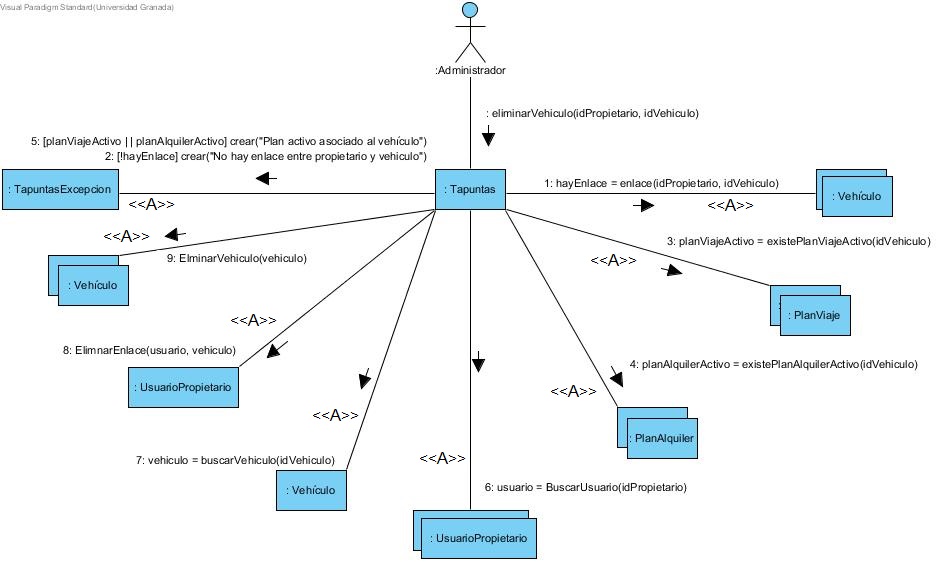 Visual Paradigm Standard(Universidad Granada)
:Administrador
: eliminarVehiculo(idPropietario, idVehiculo)
5: [planViajeActivo || planAlquilerActivo] crear("Plan activo asociado al vehículo")
2: [!hayEnlace] crear("No hay enlace entre propietario y vehiculo")
: TapuntasExcepcion
: Tapuntas
1: hayEnlace = enlace(idPropietario, idVehiculo)
: Vehículo
<<A>>
<<A>>
<<A>>
3: planViajeActivo = existePlanViajeActivo(idVehiculo)
9: ElminarVehiculo(vehiculo)
<<A>>
: Vehículo
: PlanViaje
<<A>>
8: ElimnarEnlace(usuario, vehiculo)
4: planAlquilerActivo = existePlanAlquilerActivo(idVehiculo)
: UsuarioPropietario
<<A>>
<<A>>
: PlanAlquiler
<<A>>
7: vehiculo = buscarVehiculo(idVehiculo)
: Vehículo
6: usuario = BuscarUsuario(idPropietario)
: UsuarioPropietario